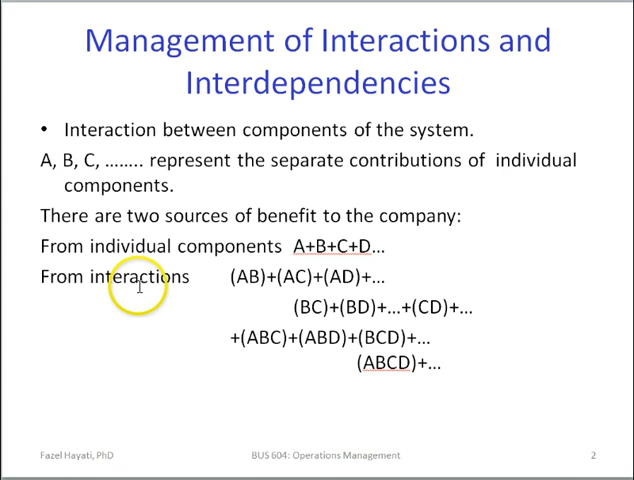 Management of Interactions and
Interdependencies
• Interaction between components of the system.
A, B, C, …….. represent the separate contributions of individual
components.
There are two sources of benefit to the company:
From individual components A+B+C+D…
From interactions (AB)+(AC)+(AD)+…
(BC)+(BD)+…+(CD)+…
+(ABC)+(ABD)+(BCD)+…
(ABCD)+…
Fazel Hayati, PhD BUS 604: Operations Management 2